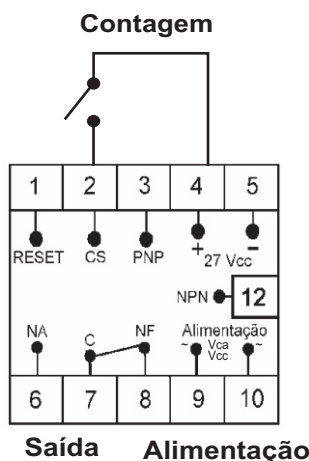 Contagem
1 2 3 4 5
RESET CS PNP + 27 Vcc -
NPN 12
NA C NF Alimentação
~ Vca ~
Vcc
6 7 8 9 10
Saída Alimentação